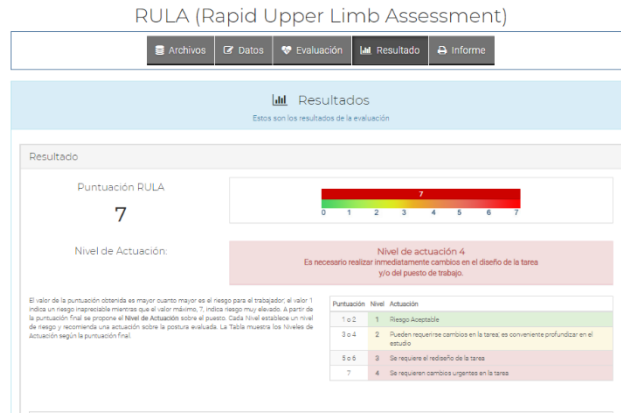 RULA (Rapid Upper Limb Assessment)
Archivos Datos Evaluación Resultado Informe
Resultados
Estos son los resultados de la evaluación
Resultado
Puntuación RULA
7
7
0 1 2 3 4 5 6 7
Nivel de Actuación:
Nivel de actuación 4
Es necesario realizar inmediatamente cambios en el diseño de la tarea
y/o del puesto de trabajo.
El valor de la puntuación obtenida es mayor cuanto mayor es el riesgo para el trabajador; el valor 1
indica un riesgo inapreciable mientras que el valor máximo, 7, indica riesgo muy elevado. A partir de
la puntuación final se propone el Nivel de Actuación sobre el puesto. Cada Nivel establece un nivel
de riesgo y recomienda una actuación sobre la postura evaluada. La Tabla muestra los Niveles de
Actuación según la puntuación final.
Puntuación Nivel Actuación
1 o 2 1 Riesgo Aceptable
3 o 4 2 Pueden requerirse cambios en la tarea; es conveniente profundizar en el
estudio
5 o 6 3 Se requiere el rediseño de la tarea
7 4 Se requieren cambios urgentes en la tarea